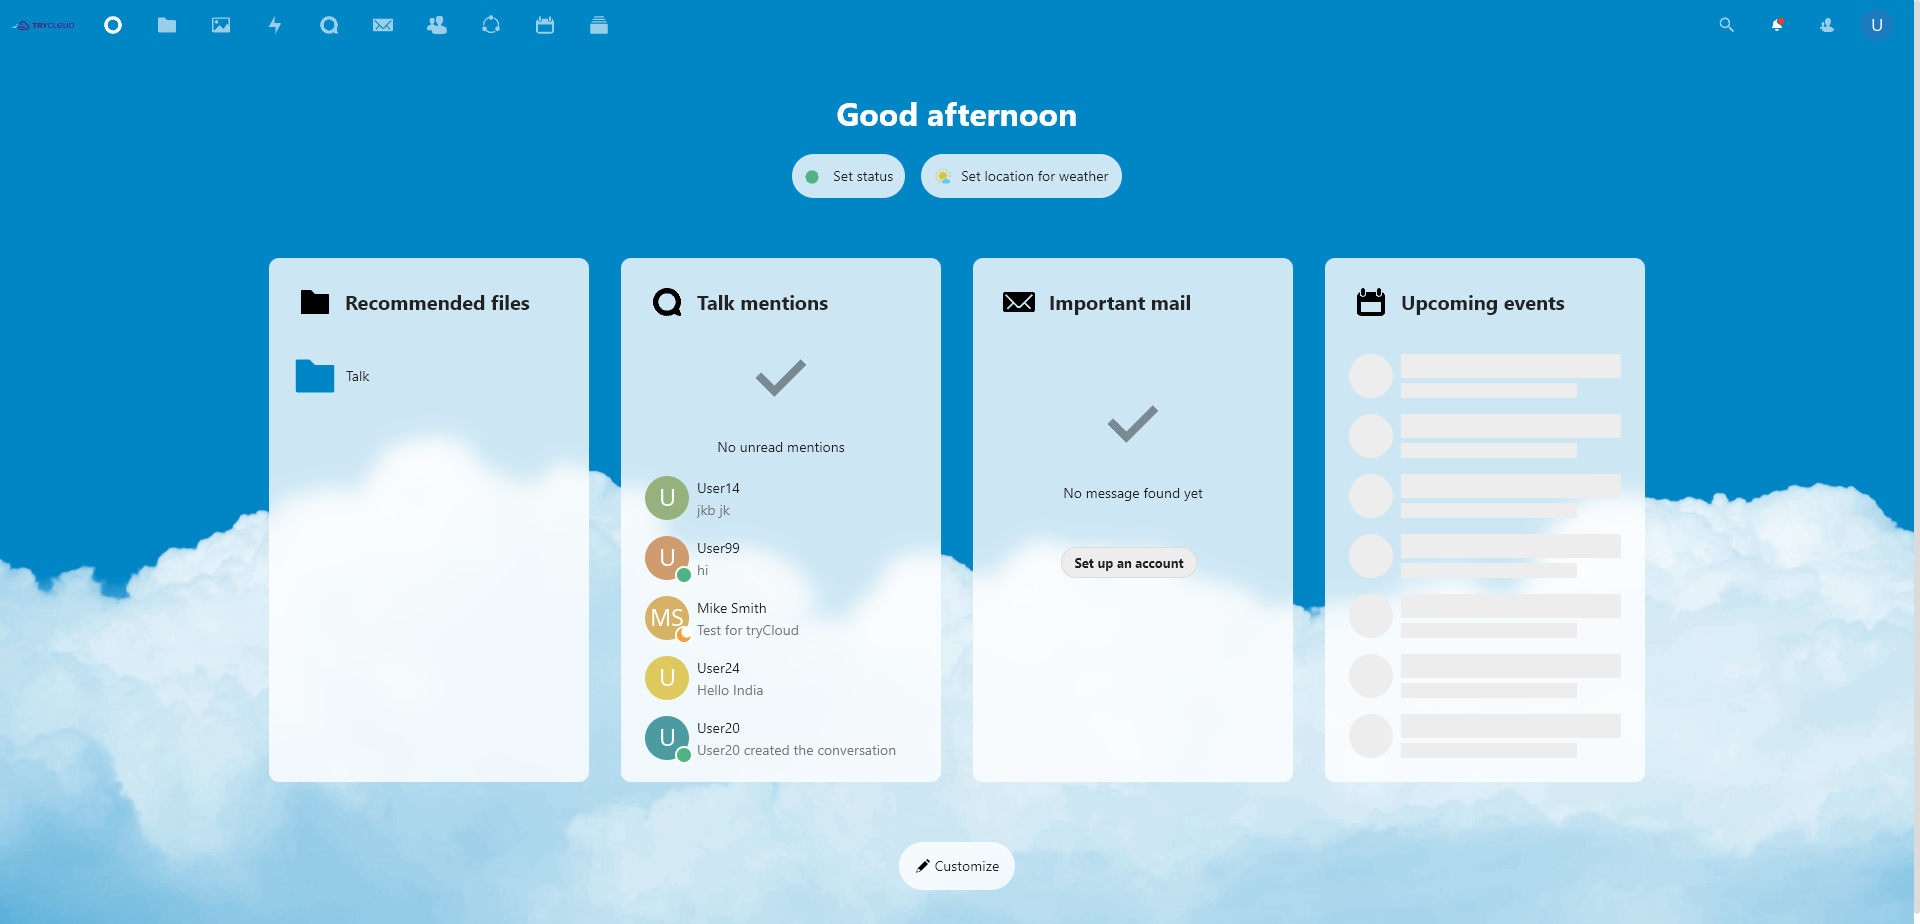 TRYCLOUD
U
Good afternoon
Set status
Set location for weather
Recommended files
Talk
Talk mentions
No unread mentions
U
User14
jkb jk
U
User99
hi
MS
Mike Smith
Test for tryCloud
U
User24
Hello India
U
User20
User20 created the conversation
Important mail
No message found yet
Set up an account
Upcoming events
Customize